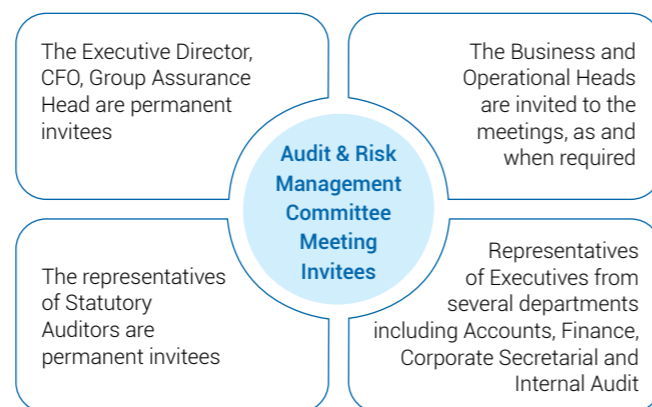 The Executive Director,
CFO, Group Assurance
Head are permanent
invitees
The Business and
Operational Heads
are invited to the
meetings, as and
when required
Audit & Risk
Management
Committee
Meeting
Invitees
The representatives
of Statutory
Auditors are
permanent invitees
Representatives
of Executives from
several departments
including Accounts, Finance,
Corporate Secretarial and
Internal Audit